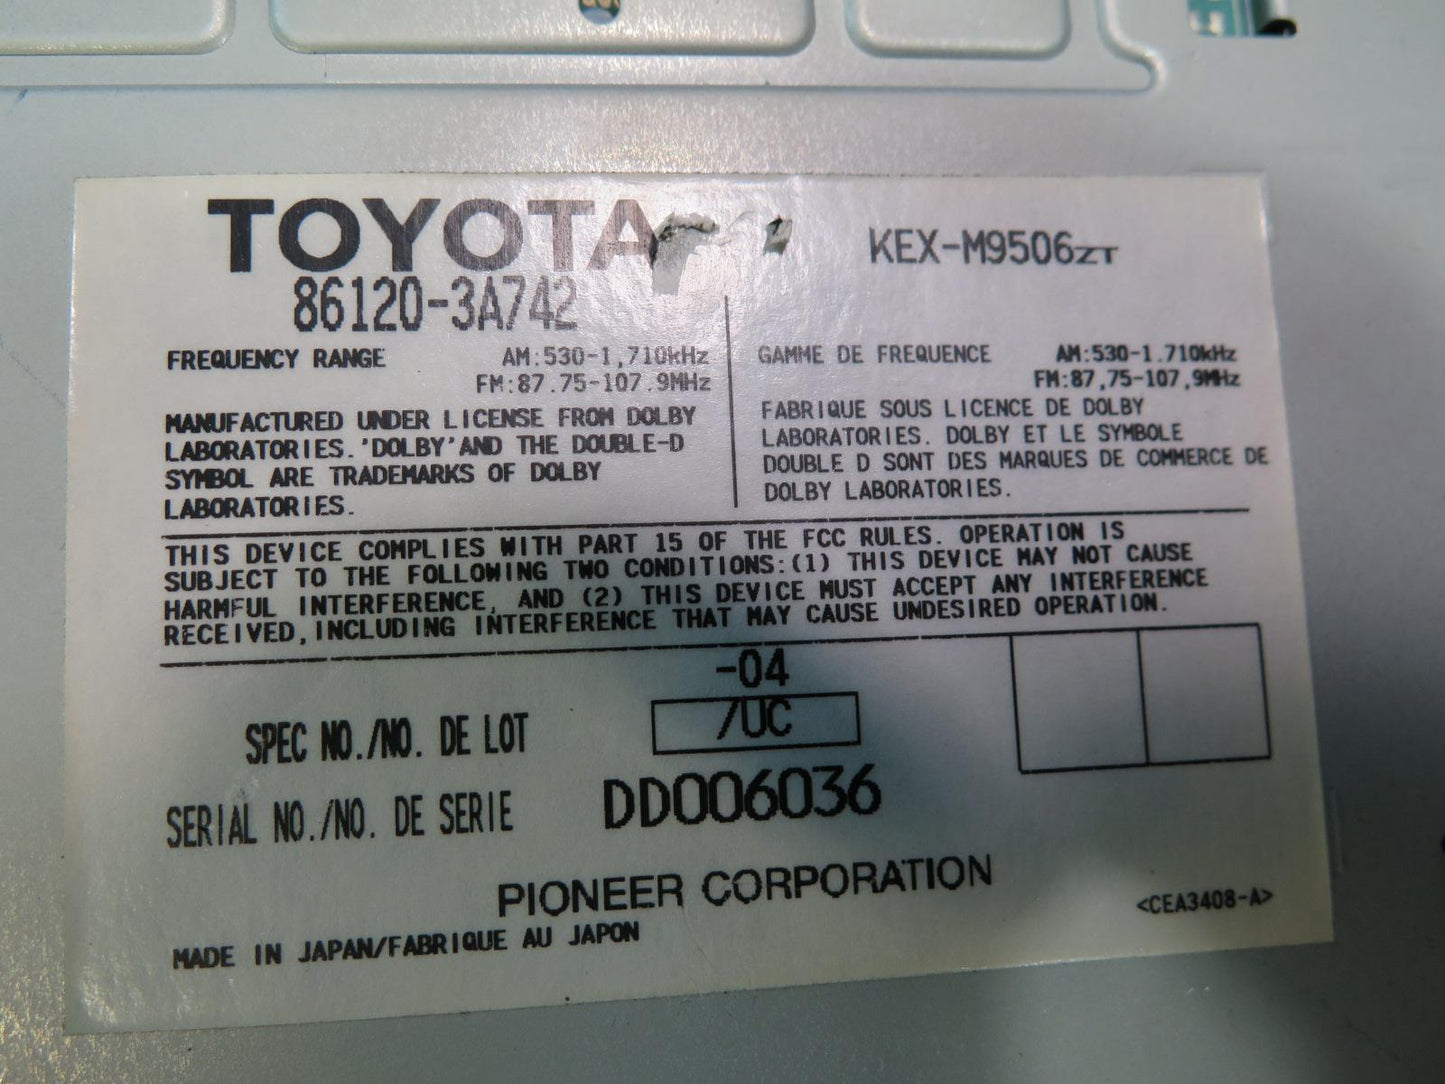 TOYOTA
86120-3A742
KEX-M9506ZT
FREQUENCY RANGE AM:530-1,710kHz
FM:87.75-107.9MHz
MANUFACTURED UNDER LICENSE FROM DOLBY
LABORATORIES.'DOLBY'AND THE DOUBLE-D
SYMBOL ARE TRADEMARKS OF DOLBY
LABORATORIES.
GAMME DE FREQUENCE AM:530-1.710kHz
FM:87,75-107,9MHz
FABRIQUE SOUS LICENCE DE DOLBY
LABORATORIES. DOLBY ET LE SYMBOLE
DOUBLE D SONT DES MARQUES DE COMMERCE DE
DOLBY LABORATORIES.
THIS DEVICE COMPLIES WITH PART 15 OF THE FCC RULES. OPERATION IS
SUBJECT TO THE FOLLOWING TWO CONDITIONS:(1) THIS DEVICE MAY NOT CAUSE
HARMFUL INTERFERENCE, AND (2) THIS DEVICE MUST ACCEPT ANY INTERFERENCE
RECEIVED,INCLUDING INTERFERENCE THAT MAY CAUSE UNDESIRED OPERATION.
-04
SPEC NO./NO. DE LOT /UC
SERIAL NO./NO. DE SERIE DD006036
PIONEER CORPORATION
<CEA3408-A>
MADE IN JAPAN/FABRIQUE AU JAPON